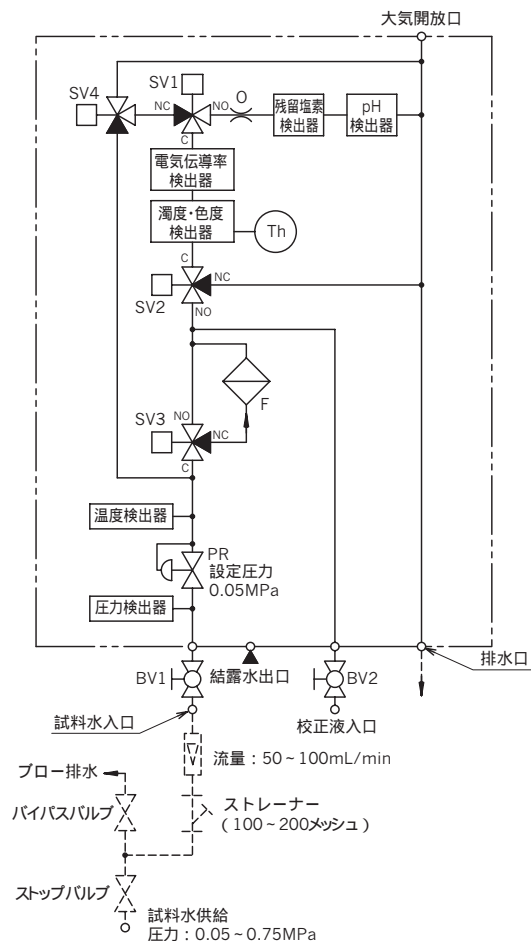 大気開放口
SV1
SV4
NC
NO
O
残留塩素
検出器
pH
検出器
C
電気伝導率
検出器
濁度・色度
検出器
Th
C
NC
SV2
NO
F
NO
SV3
NC
C
温度検出器
PR
設定圧力
0.05MPa
圧力検出器
排水口
BV1
結露水出口
BV2
試料水入口
校正液入口
流量：50~100mL/min
ブロー排水
バイパスバルブ
ストレーナー
（100~200メッシュ）
ストップバルブ
試料水供給
圧力：0.05~0.75MPa